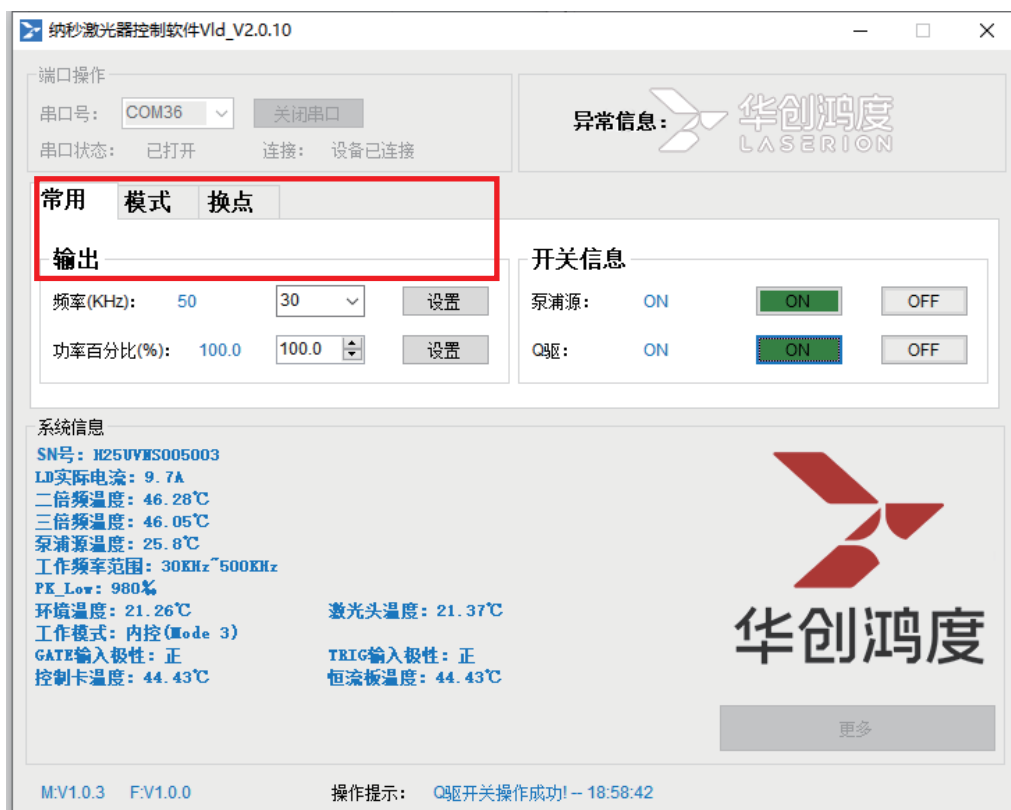 纳秒激光器控制软件Vld_V2.0.10
端口操作
串口号： COM36 关闭串口
串口状态： 已打开 连接： 设备已连接
异常信息：
华创鸿度
LASERION
常用 模式 换点
输出
频率(KHz)： 50 30 设置
功率百分比(%)： 100.0 100.0 设置
开关信息
泵浦源： ON ON OFF
Q驱： ON ON OFF
系统信息
SN号：H25UVNS005003
LD实际电流：9.7A
二倍频温度：46.28℃
三倍频温度：46.05℃
泵浦源温度：25.8℃
工作频率范围：30KHz~500KHz
PK_Low：980‰
环境温度：21.26℃ 激光头温度：21.37℃
工作模式：内控(Mode 3)
GATE输入极性：正 TRIG输入极性：正
控制卡温度：44.43℃ 恒流板温度：44.43℃
华创鸿度
更多
M:V1.0.3 F:V1.0.0 操作提示： Q驱开关操作成功! -- 18:58:42